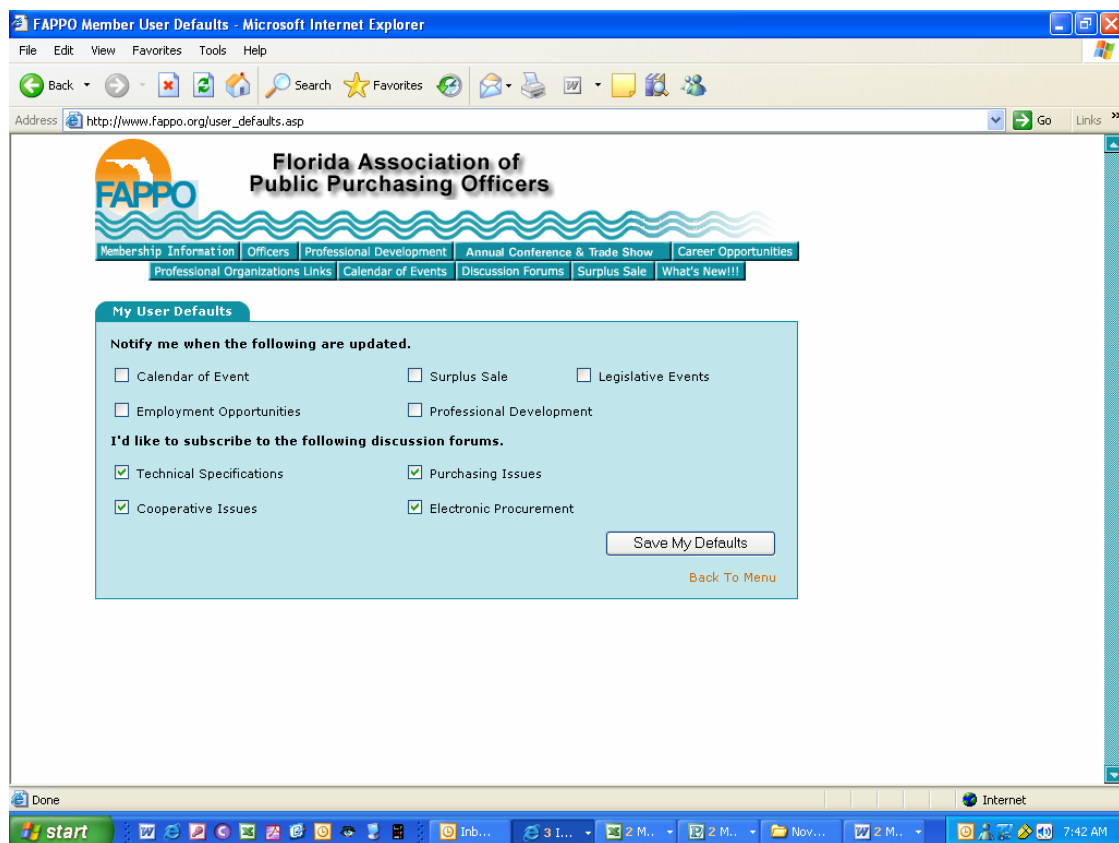 FAPPO Member User Defaults - Microsoft Internet Explorer
File Edit View Favorites Tools Help
Back Search Favorites
Address http://www.fappo.org/user_defaults.asp Go Links »
FAPPO
Florida Association of
Public Purchasing Officers
Membership Information Officers Professional Development Annual Conference & Trade Show Career Opportunities
Professional Organizations Links Calendar of Events Discussion Forums Surplus Sale What's New!!!
My User Defaults
Notify me when the following are updated.
Calendar of Event Surplus Sale Legislative Events
Employment Opportunities Professional Development
I'd like to subscribe to the following discussion forums.
Technical Specifications Purchasing Issues
Cooperative Issues Electronic Procurement
Save My Defaults
Back To Menu
Done Internet
start Inb... 3 I... 2 M... 2 M... Nov... 2 M... 7:42 AM